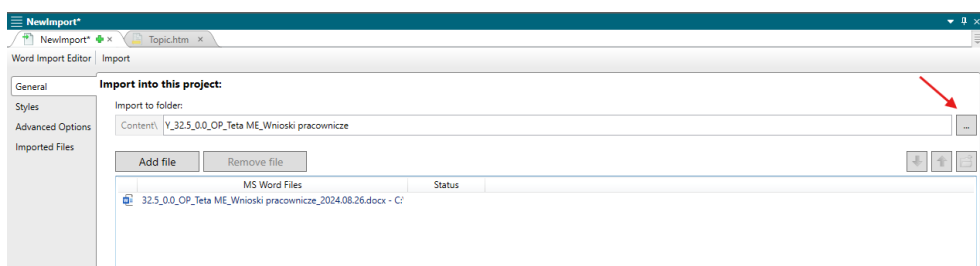 NewImport*
NewImport* Topic.htm
Word Import Editor Import
General
Styles
Advanced Options
Imported Files
Import into this project:
Import to folder:
Content\ Y_32.5_0.0_OP_Teta ME_Wnioski pracownicze
...
Add file Remove file
MS Word Files Status
32.5_0.0_OP_Teta ME_Wnioski pracownicze_2024.08.26.docx - C:\